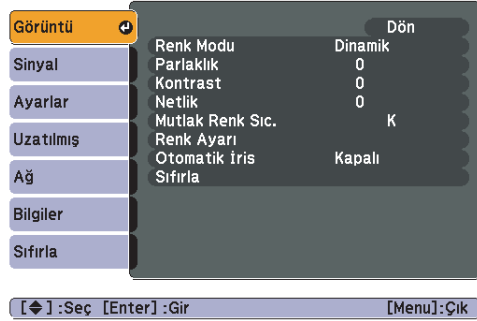 Görüntü
Sinyal
Ayarlar
Uzatılmış
Ağ
Bilgiler
Sıfırla
Dön
Renk Modu Dinamik
Parlaklık 0
Kontrast 0
Netlik 0
Mutlak Renk Sıc. K
Renk Ayarı
Otomatik İris Kapalı
Sıfırla
[◆] :Seç [Enter] :Gir [Menu]:Çık